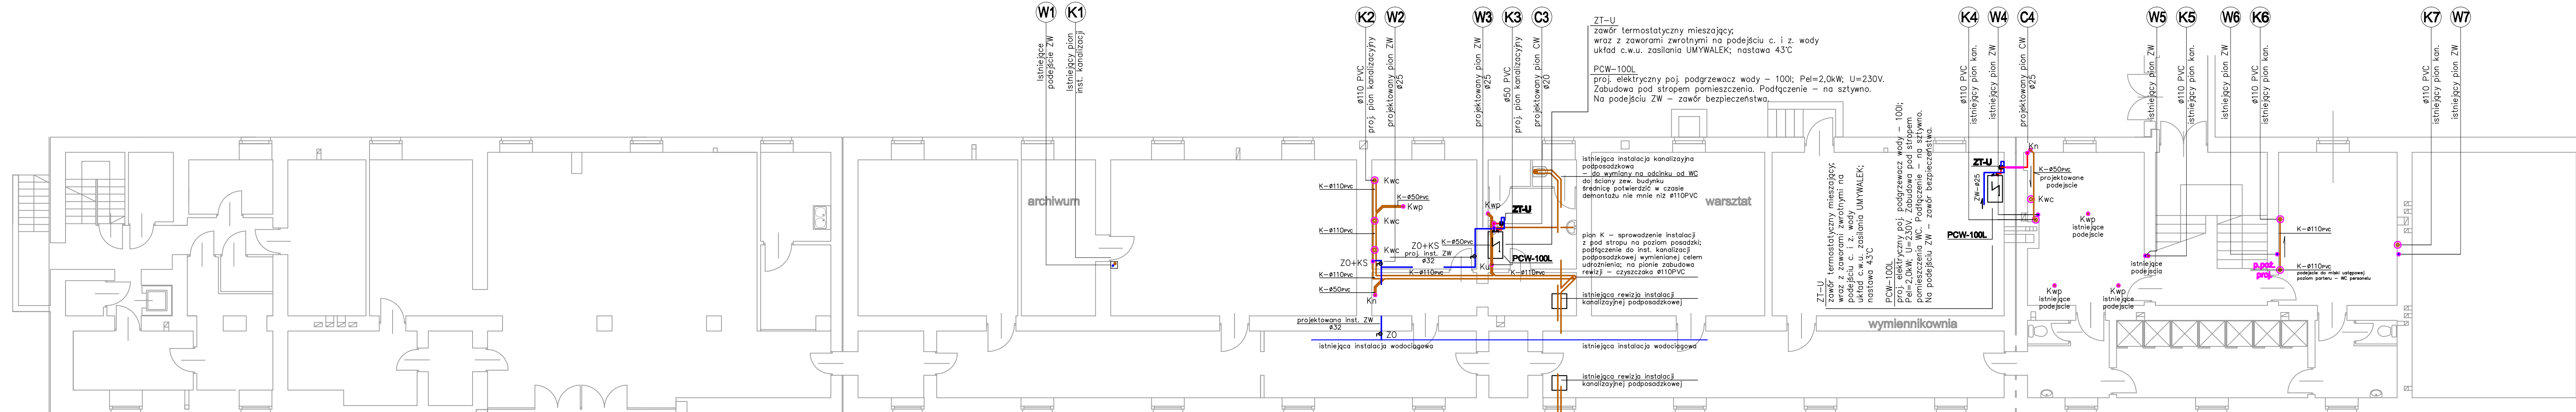 W1
K1
K2
W2
W3
K3
C3
K4
W4
C4
W5
K5
W6
K6
K7
W7
Istniejące
podejście ZW
Istniejący pion
inst. kanalizacji
ø110 PVC
proj. pion kanalizacyjny
projektowany pion ZW
ø25
projektowany pion ZW
ø25
ø50 PVC
proj. pion kanalizacyjny
projektowany pion CW
ø20
ZT-U
zawór termostatyczny mieszający;
wraz z zaworami zwrotnymi na podejściu c. i z. wody
układ c.w.u. zasilania UMYWALEK; nastawa 43°C
PCW-100L
proj. elektryczny poj. podgrzewacz wody - 100l; Pel=2,0kW; U=230V.
Zabudowa pod stropem pomieszczenia. Podłączenie - na sztywno.
Na podejściu ZW - zawór bezpieczeństwa.
ø110 PVC
istniejący pion kan.
istniejący pion ZW
projektowany pion CW
ø25
istniejący pion ZW
ø110 PVC
istniejący pion kan.
istniejący pion ZW
ø110 PVC
istniejący pion kan.
ø110 PVC
istniejący pion kan.
istniejący pion ZW
archiwum
K-ø110PVC
Kwc
K-ø50PVC
Kwp
K-ø110PVC
Kwc
K-ø110PVC
Kwc
ZO+KS
K-ø110PVC
K-ø50PVC
Kn
ZO+KS
proj. inst. ZW
ø32
K-ø110PVC
K-ø50PVC
Kwp
Ku
K-ø110PVC
ZT-U
PCW-100L
projektowana inst. ZW
ø32
ZO
istniejąca instalacja wodociągowa
istniejąca instalacja kanalizayjna
podposadzkowa
- do wymiany na odcinku od WC
do ściany zew. budynku
średnicę potwierdzić w czasie
demontażu nie mnie niż ø110PVC
pion K - sprowadzenie instalacji
z pod stropu na poziom posadzki;
podłączenie do inst. kanalizacji
podposadzkowej wymienionej celem
udrożnienia; na pionie zabudowa
rewizji - czyszczaka ø110PVC
istniejąca rewizja instalacji
kanalizayjnej podposadzkowej
istniejąca instalacja wodociągowa
istniejąca rewizja instalacji
kanalizayjnej podposadzkowej
warsztat
ZT-U
zawór termostatyczny mieszający;
wraz z zaworami zwrotnymi na
podejściu c. i z. wody
układ c.w.u. zasilania UMYWALEK;
nastawa 43°C
PCW-100L
proj. elektryczny poj. podgrzewacz wody - 100l;
Pel=2,0kW; U=230V. Zabudowa pod stropem
pomieszczenia WC. Podłączenie - na sztywno.
Na podejściu ZW - zawór bezpieczeństwa.
wymiennikownia
ZT-U
ZW-ø25
PCW-100L
Kn
K-ø50PVC
projektowane
podejście
Kwc
Kwp
istniejące
podejście
Kwp
istniejące
podejście
Kwp
istniejące
podejście
istniejące
podejścia
K-ø110PVC
p.poż.
proj.
K-ø110PVC
podejście do miski ustępowej
poziom parteru - WC personelu